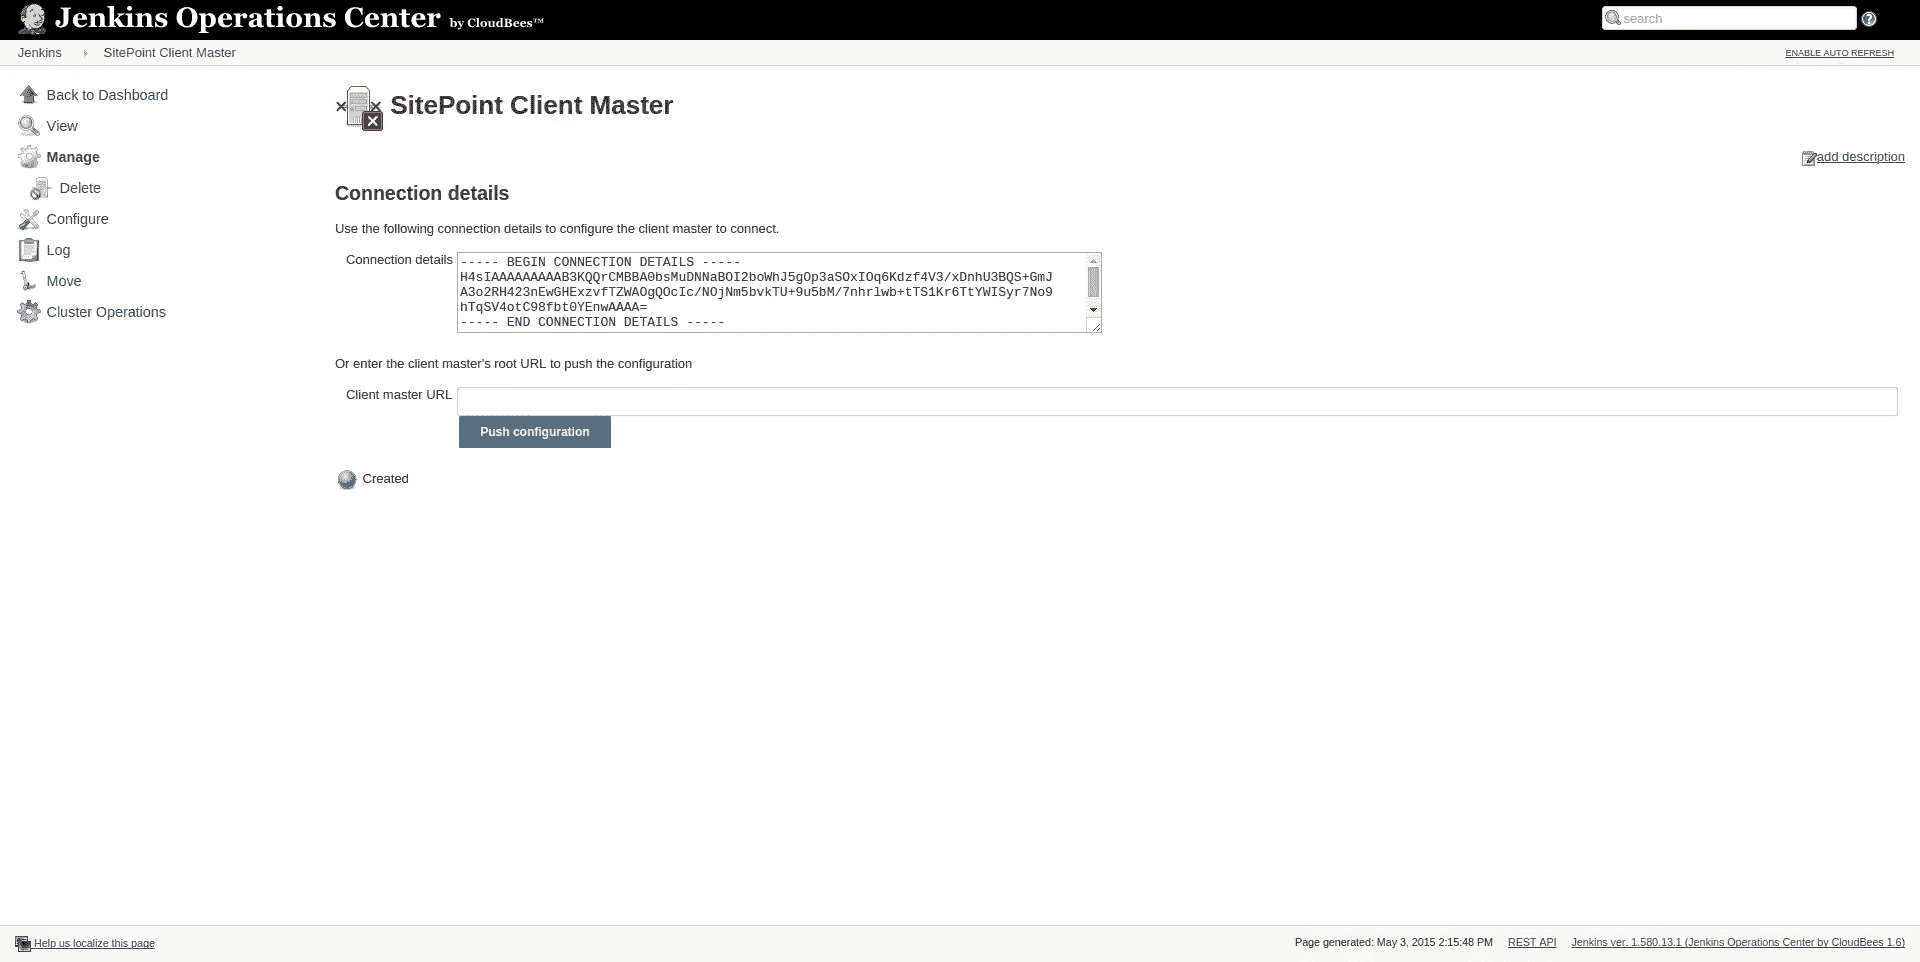 Jenkins Operations Center by CloudBees™
search
Jenkins
SitePoint Client Master
ENABLE AUTO REFRESH
Back to Dashboard
View
Manage
Delete
Configure
Log
Move
Cluster Operations
SitePoint Client Master
add description
Connection details
Use the following connection details to configure the client master to connect.
Connection details
----- BEGIN CONNECTION DETAILS -----
H4sIAAAAAAAAAB3KQQrCMBBA0bsMuDNNaBOI2boWhJ5gOp3aSOxIOq6Kdzf4V3/xDnhU3BQS+GmJ
A3o2RH423nEwGHExzvfTZWAOgQOcIc/NOjNm5bvkTU+9u5bM/7nhrlwb+tTS1Kr6TtYWISyr7No9
hTqSV4otC98fbt0YEnwAAAA=
----- END CONNECTION DETAILS -----
Or enter the client master's root URL to push the configuration
Client master URL
Push configuration
Created
Help us localize this page
Page generated: May 3, 2015 2:15:48 PM
REST API
Jenkins ver. 1.580.13.1 (Jenkins Operations Center by CloudBees 1.6)